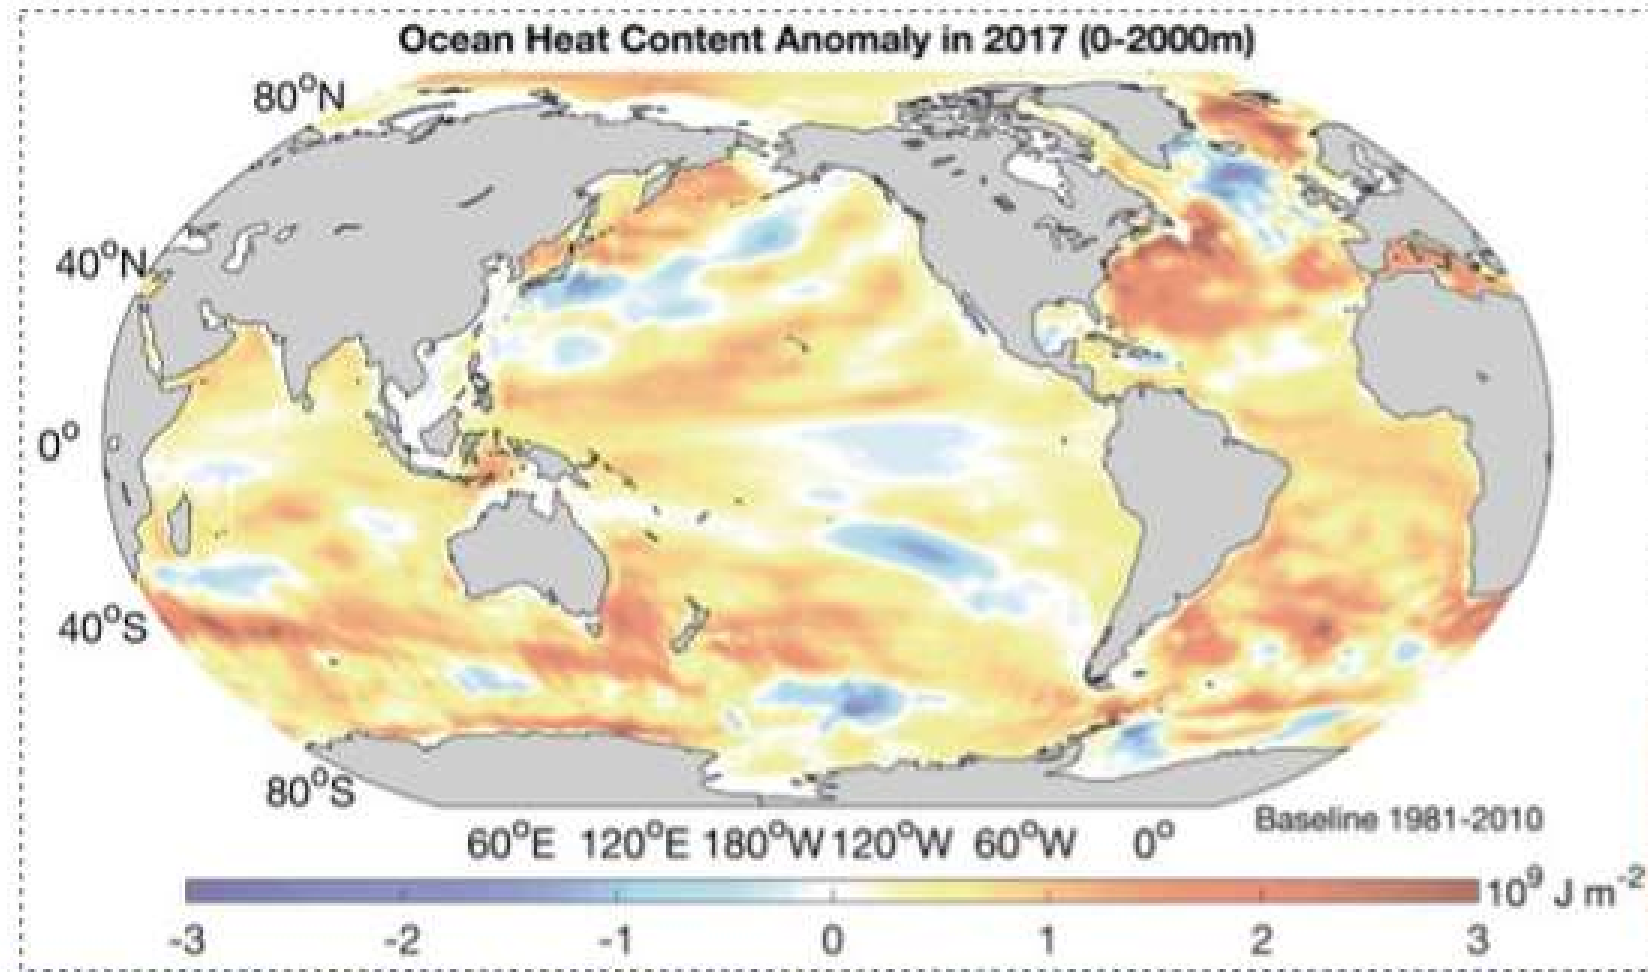 Ocean Heat Content Anomaly in 2017 (0-2000m)
80°N
40°N
0°
40°S
80°S
60°E 120°E 180°W 120°W 60°W 0°
Baseline 1981-2010
10⁹ J m⁻²
-3 -2 -1 0 1 2 3